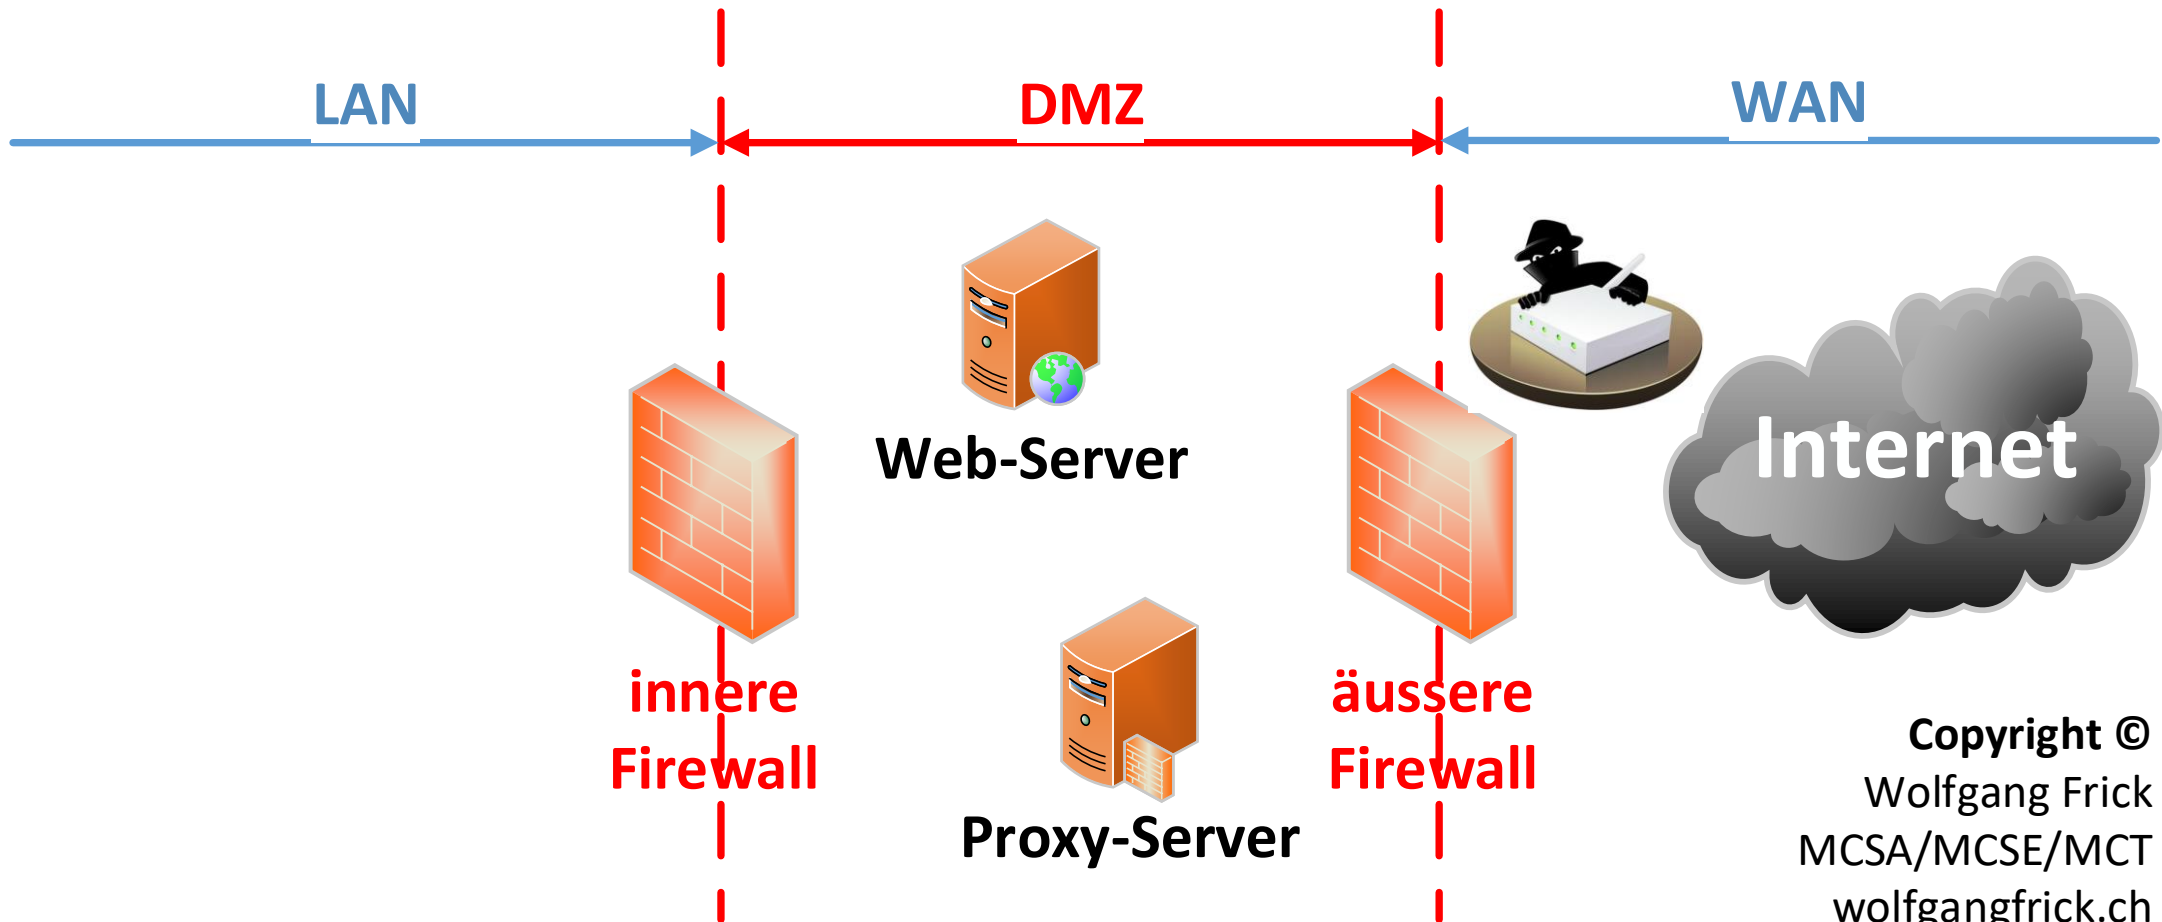 LAN
DMZ
WAN
Web-Server
Internet
innere
Firewall
äussere
Firewall
Proxy-Server
Copyright ©
Wolfgang Frick
MCSA/MCSE/MCT
wolfgangfrick.ch